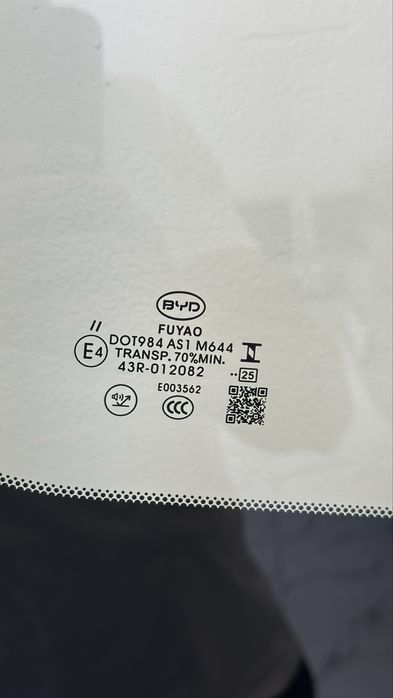 BYD
FUYAO
//
DOT984 AS1 M644
E4
TRANSP. 70%MIN.
43R-012082
··25
E003562
CCC